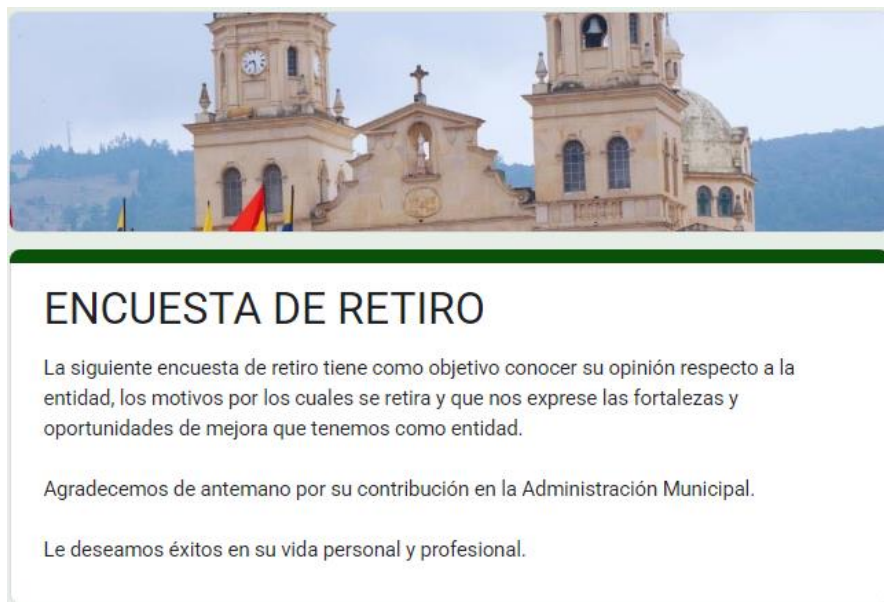 ENCUESTA DE RETIRO
La siguiente encuesta de retiro tiene como objetivo conocer su opinión respecto a la
entidad, los motivos por los cuales se retira y que nos exprese las fortalezas y
oportunidades de mejora que tenemos como entidad.
Agradecemos de antemano por su contribución en la Administración Municipal.
Le deseamos éxitos en su vida personal y profesional.